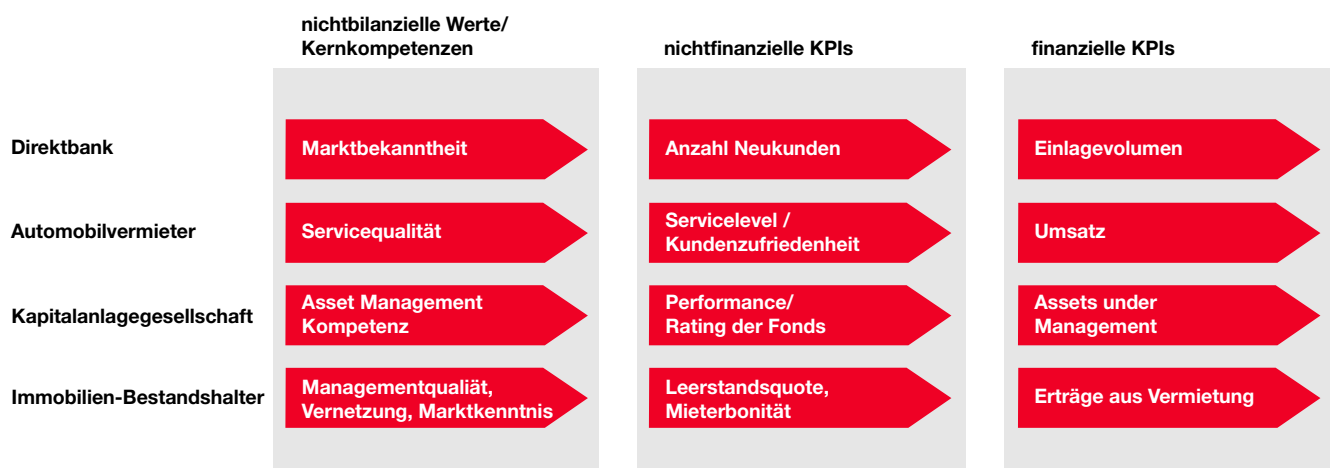 nichtbilanzielle Werte/
Kernkompetenzen
nichtfinanzielle KPIs
finanzielle KPIs
Direktbank
Marktbekanntheit
Anzahl Neukunden
Einlagevolumen
Automobilvermieter
Servicequalität
Servicelevel /
Kundenzufriedenheit
Umsatz
Kapitalanlagegesellschaft
Asset Management
Kompetenz
Performance/
Rating der Fonds
Assets under
Management
Immobilien-Bestandshalter
Managementqualiät,
Vernetzung, Marktkenntnis
Leerstandsquote,
Mieterbonität
Erträge aus Vermietung